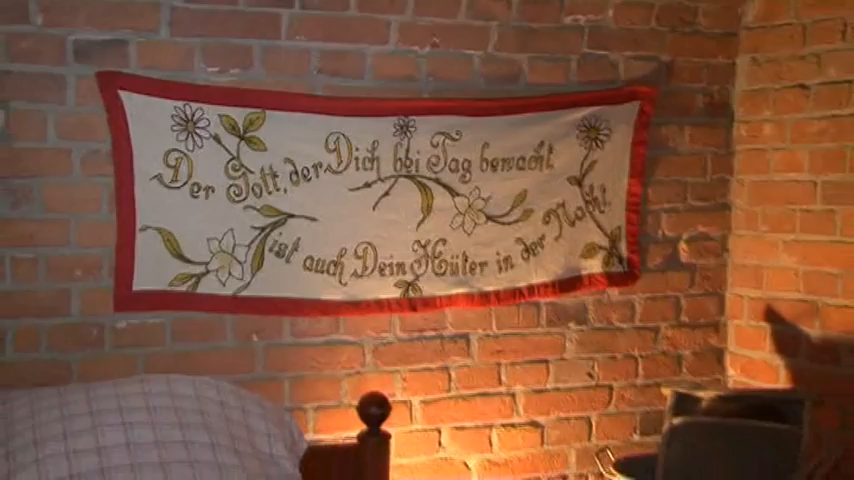 Der Gott, der Dich bei Tag bewacht
ist auch Dein Hüter in der Nacht.